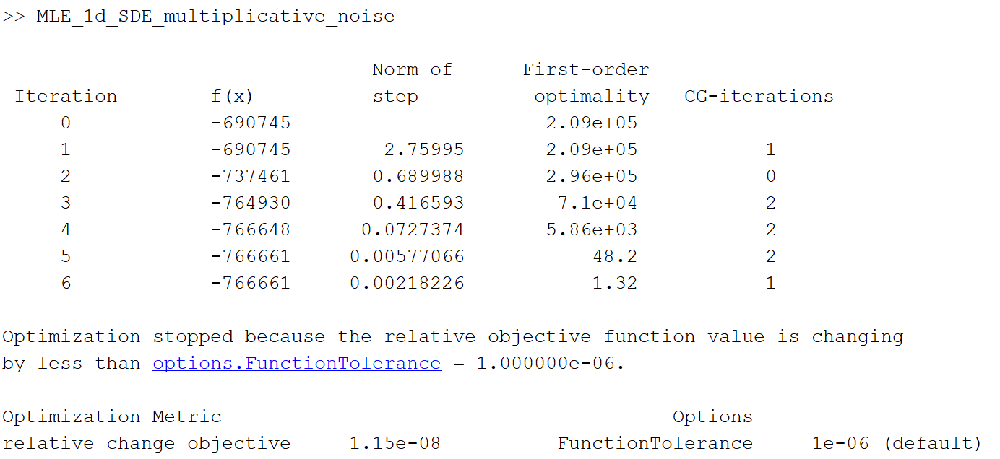 >> MLE_1d_SDE_multiplicative_noise
Norm of First-order
Iteration f(x) step optimality CG-iterations
0 -690745 2.09e+05
1 -690745 2.75995 2.09e+05 1
2 -737461 0.689988 2.96e+05 0
3 -764930 0.416593 7.1e+04 2
4 -766648 0.0727374 5.86e+03 2
5 -766661 0.00577066 48.2 2
6 -766661 0.00218226 1.32 1
Optimization stopped because the relative objective function value is changing
by less than options.FunctionTolerance = 1.000000e-06.
Optimization Metric Options
relative change objective = 1.15e-08 FunctionTolerance = 1e-06 (default)